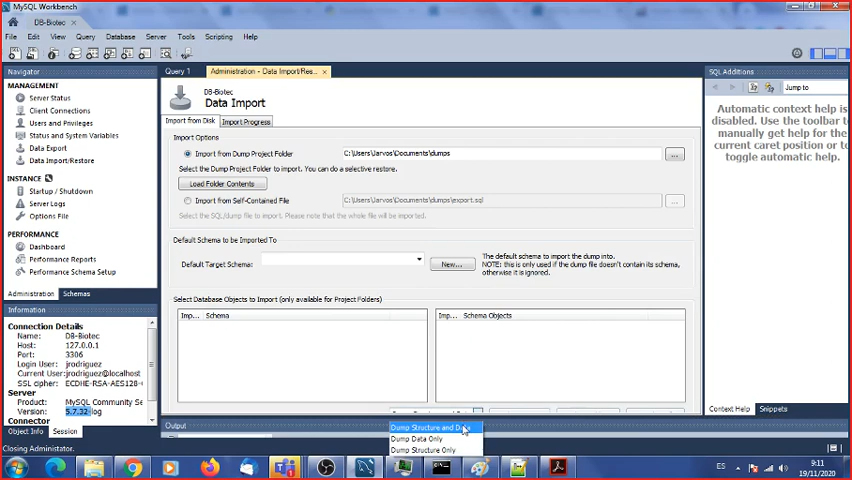 MySQL Workbench
DB-Biotec
File Edit View Query Database Server Tools Scripting Help
Navigator
MANAGEMENT
Server Status
Client Connections
Users and Privileges
Status and System Variables
Data Export
Data Import/Restore
INSTANCE
Startup / Shutdown
Server Logs
Options File
PERFORMANCE
Dashboard
Performance Reports
Performance Schema Setup
Administration Schemas
Information
Connection Details
Name: DB-Biotec
Host: 127.0.0.1
Port: 3306
Login User: jrodriguez
Current User: jrodriguez@localhost
SSL cipher: ECDHE-RSA-AES128-
Server
Product: MySQL Community Se
Version: 5.7.32-log
Connector
Object Info Session
Closing Administrator.
Query 1 Administration - Data Import/Res...
DB-Biotec
Data Import
Import from Disk Import Progress
Import Options
Import from Dump Project Folder C:\Users\Jarvos\Documents\dumps ...
Select the Dump Project Folder to import. You can do a selective restore.
Load Folder Contents
Import from Self-Contained File C:\Users\Jarvos\Documents\dumps\export.sql ...
Select the SQL/dump file to import. Please note that the whole file will be imported.
Default Schema to be Imported To
Default Target Schema: New...
The default schema to import the dump into.
NOTE: this is only used if the dump file doesn't contain its schema,
otherwise it is ignored.
Select Database Objects to Import (only available for Project Folders)
Imp... Schema
Imp... Schema Objects
Output
Dump Structure and Data
Dump Data Only
Dump Structure Only
SQL Additions
Jump to
Automatic context help is
disabled. Use the toolbar to
manually get help for the
current caret position or to
toggle automatic help.
Context Help Snippets
ES
9:11
19/11/2020